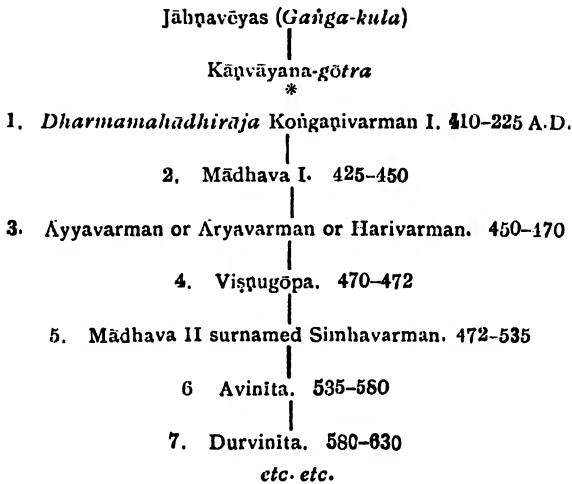 Jāhṇavēyas (Gaṅga-kula)
Kāṇvāyana-gōtra
*
1. Dharmamahādhirāja Koṅgaṇivarman I. 410–225 A.D.
2. Mādhava I. 425–450
3. Ayyavarman or Āryavarman or Harivarman. 450–170
4. Viṣṇugōpa. 470–472
5. Mādhava II surnamed Simhavarman. 472–535
6 Avinita. 535–580
7. Durvinita. 580–630
etc. etc.